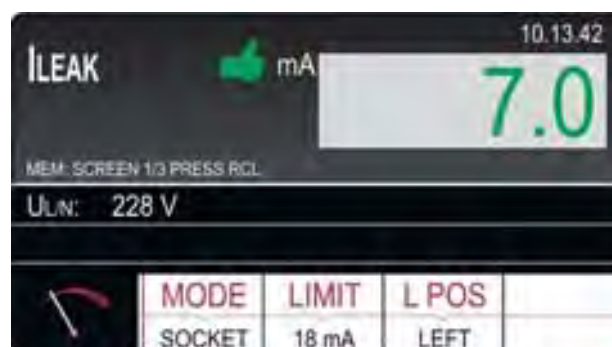 10.13.42
ILEAK mA 7.0
MEM: SCREEN 1/3 PRESS RCL
UL/N: 228 V
MODE LIMIT L POS
SOCKET 18 mA LEFT